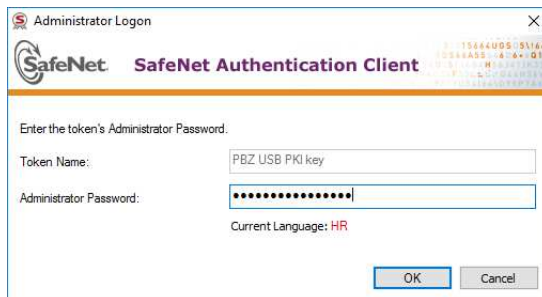 Administrator Logon
SafeNet. SafeNet Authentication Client
Enter the token's Administrator Password.
Token Name: PBZ USB PKI key
Administrator Password: ●●●●●●●●●●●●●●●●
Current Language: HR
OK Cancel